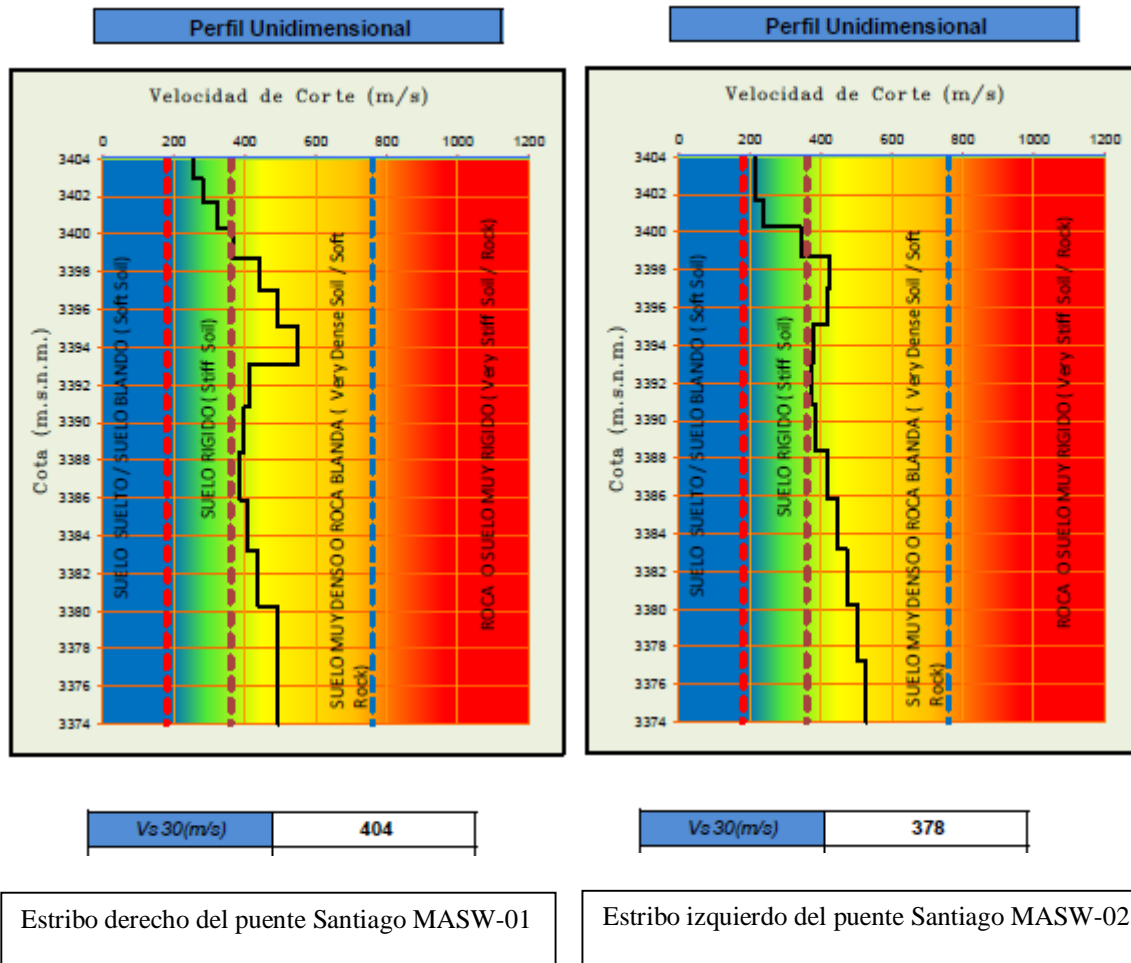 Perfil Unidimensional
Velocidad de Corte (m/s)
0 200 400 600 800 1000 1200
3404
3402
3400
3398
3396
3394
3392
3390
3388
3386
3384
3382
3380
3378
3376
3374
Cota (m.s.n.m.)
SUELO SUELTO / SUELO BLANDO ( Soft Soil)
SUELO RIGIDO ( Stiff Soil)
SUELO MUY DENSO O ROCA BLANDA ( Very Dense Soil / Soft
Rock)
ROCA O SUELO MUY RIGIDO ( Very Stiff Soil / Rock)
Vs 30(m/s) 404
Estribo derecho del puente Santiago MASW-01
Perfil Unidimensional
Velocidad de Corte (m/s)
0 200 400 600 800 1000 1200
3404
3402
3400
3398
3396
3394
3392
3390
3388
3386
3384
3382
3380
3378
3376
3374
Cota (m.s.n.m.)
SUELO SUELTO / SUELO BLANDO ( Soft Soil)
SUELO RIGIDO ( Stiff Soil)
SUELO MUY DENSO O ROCA BLANDA ( Very Dense Soil / Soft
Rock)
ROCA O SUELO MUY RIGIDO ( Very Stiff Soil / Rock)
Vs 30(m/s) 378
Estribo izquierdo del puente Santiago MASW-02